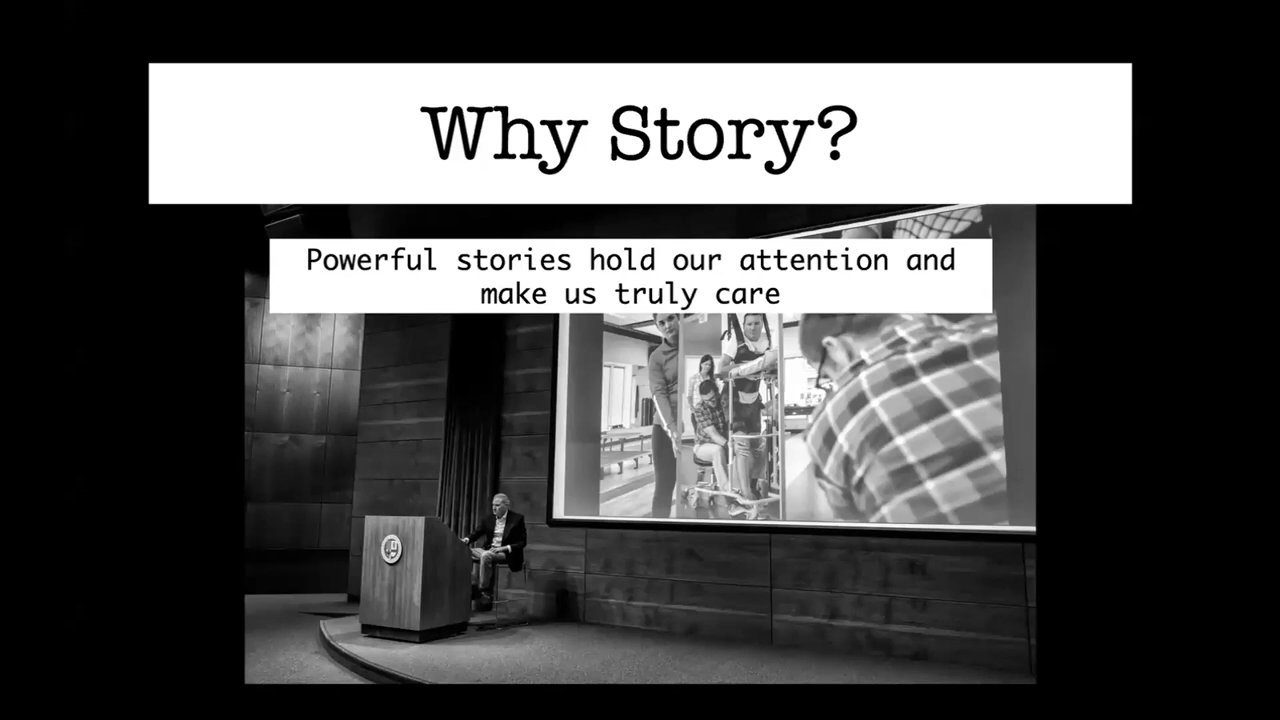 Why Story?
Powerful stories hold our attention and
make us truly care